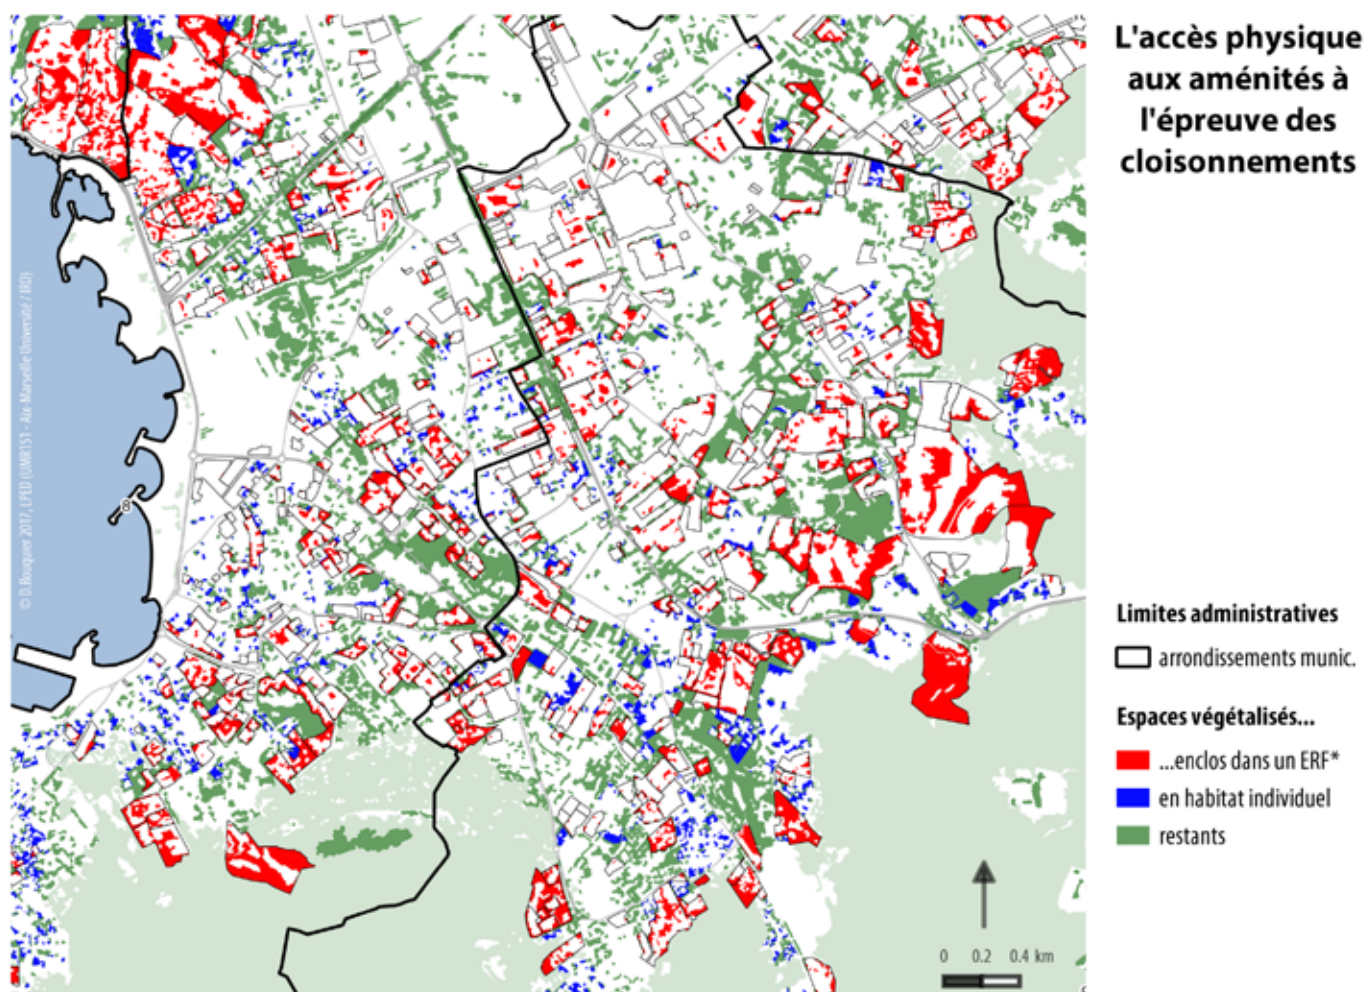 L'accès physique
aux aménités à
l'épreuve des
cloisonnements
© D.Rouquier 2017, LPED (UMR151 - Aix-Marseille Université / IRD)
8
Limites administratives
arrondissements munic.
Espaces végétalisés...
...enclos dans un ERF*
en habitat individuel
restants
0 0.2 0.4 km